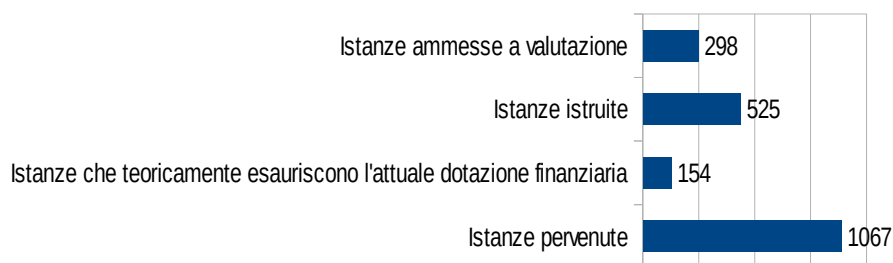 Istanze ammesse a valutazione 298
Istanze istruite 525
Istanze che teoricamente esauriscono l'attuale dotazione finanziaria 154
Istanze pervenute 1067